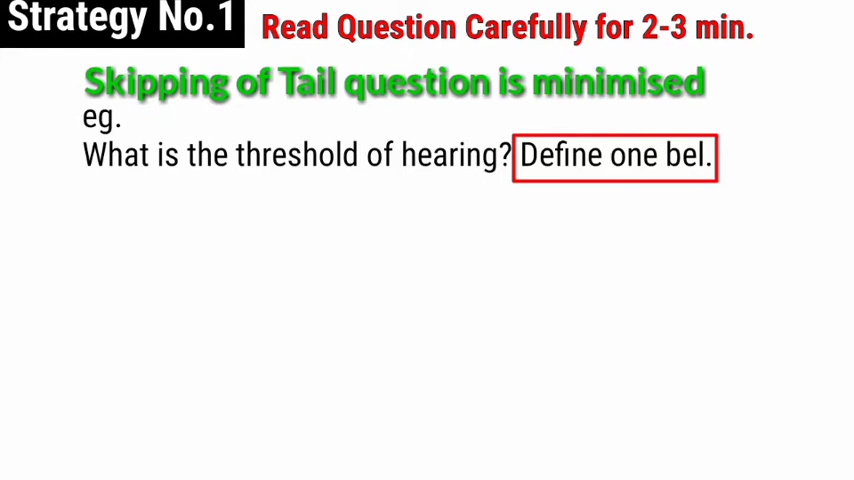 Strategy No.1
Read Question Carefully for 2-3 min.
Skipping of Tail question is minimised
eg.
What is the threshold of hearing? Define one bel.